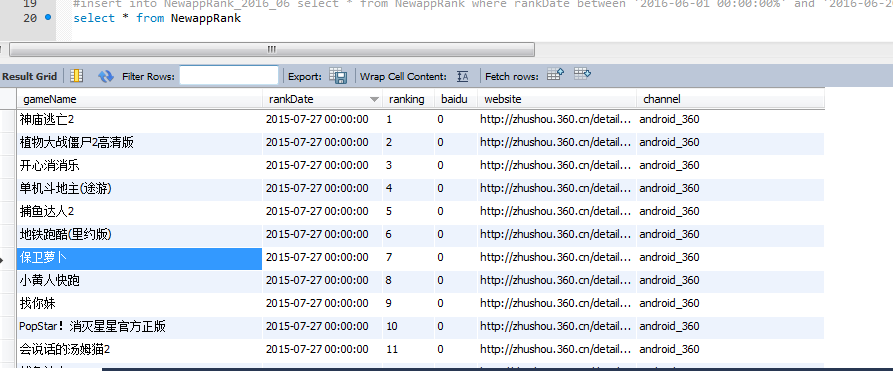 19 #insert into NewappRank_2016_06 select * from NewappRank where rankDate between '2016-06-01 00:00:00%' and '2016-06-
20 select * from NewappRank
Result Grid Filter Rows: Export: Wrap Cell Content: Fetch rows:
gameName rankDate ranking baidu website channel
神庙逃亡2 2015-07-27 00:00:00 1 0 http://zhushou.360.cn/detail... android_360
植物大战僵尸2高清版 2015-07-27 00:00:00 2 0 http://zhushou.360.cn/detail... android_360
开心消消乐 2015-07-27 00:00:00 3 0 http://zhushou.360.cn/detail... android_360
单机斗地主(途游) 2015-07-27 00:00:00 4 0 http://zhushou.360.cn/detail... android_360
捕鱼达人2 2015-07-27 00:00:00 5 0 http://zhushou.360.cn/detail... android_360
地铁跑酷(里约版) 2015-07-27 00:00:00 6 0 http://zhushou.360.cn/detail... android_360
保卫萝卜 2015-07-27 00:00:00 7 0 http://zhushou.360.cn/detail... android_360
小黄人快跑 2015-07-27 00:00:00 8 0 http://zhushou.360.cn/detail... android_360
找你妹 2015-07-27 00:00:00 9 0 http://zhushou.360.cn/detail... android_360
PopStar！消灭星星官方正版 2015-07-27 00:00:00 10 0 http://zhushou.360.cn/detail... android_360
会说话的汤姆猫2 2015-07-27 00:00:00 11 0 http://zhushou.360.cn/detail... android_360